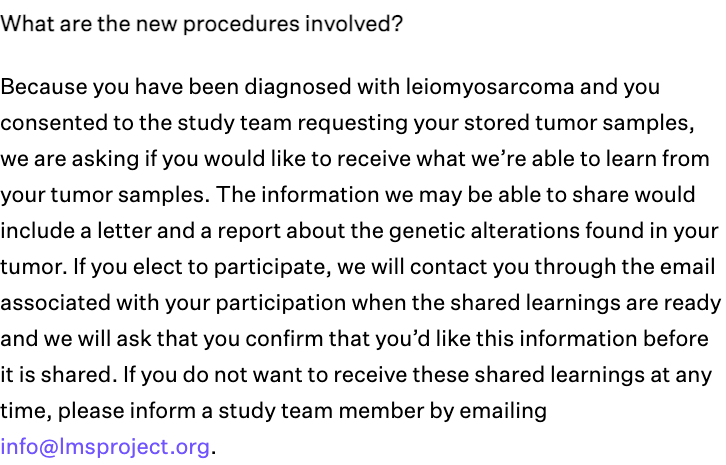 What are the new procedures involved?
Because you have been diagnosed with leiomyosarcoma and you
consented to the study team requesting your stored tumor samples,
we are asking if you would like to receive what we’re able to learn from
your tumor samples. The information we may be able to share would
include a letter and a report about the genetic alterations found in your
tumor. If you elect to participate, we will contact you through the email
associated with your participation when the shared learnings are ready
and we will ask that you confirm that you’d like this information before
it is shared. If you do not want to receive these shared learnings at any
time, please inform a study team member by emailing
info@lmsproject.org.